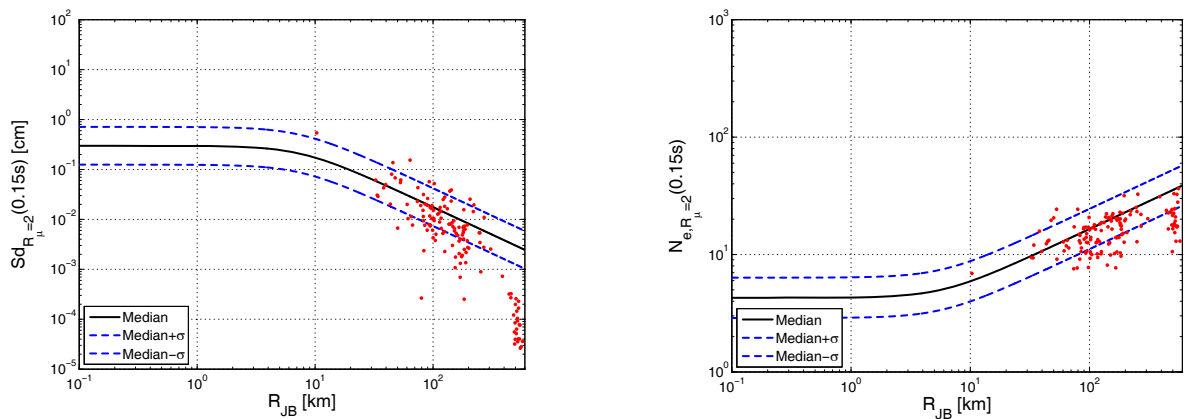 10^2
10^1
10^0
10^-1
10^-2
10^-3
10^-4
10^-5
Sd_{R_μ=2}(0.15s) [cm]
Median
Median+σ
Median−σ
10^-1
10^0
10^1
10^2
R_JB [km]
10^3
10^2
10^1
10^0
N_{e,R_μ=2}(0.15s)
Median
Median+σ
Median−σ
10^-1
10^0
10^1
10^2
R_JB [km]